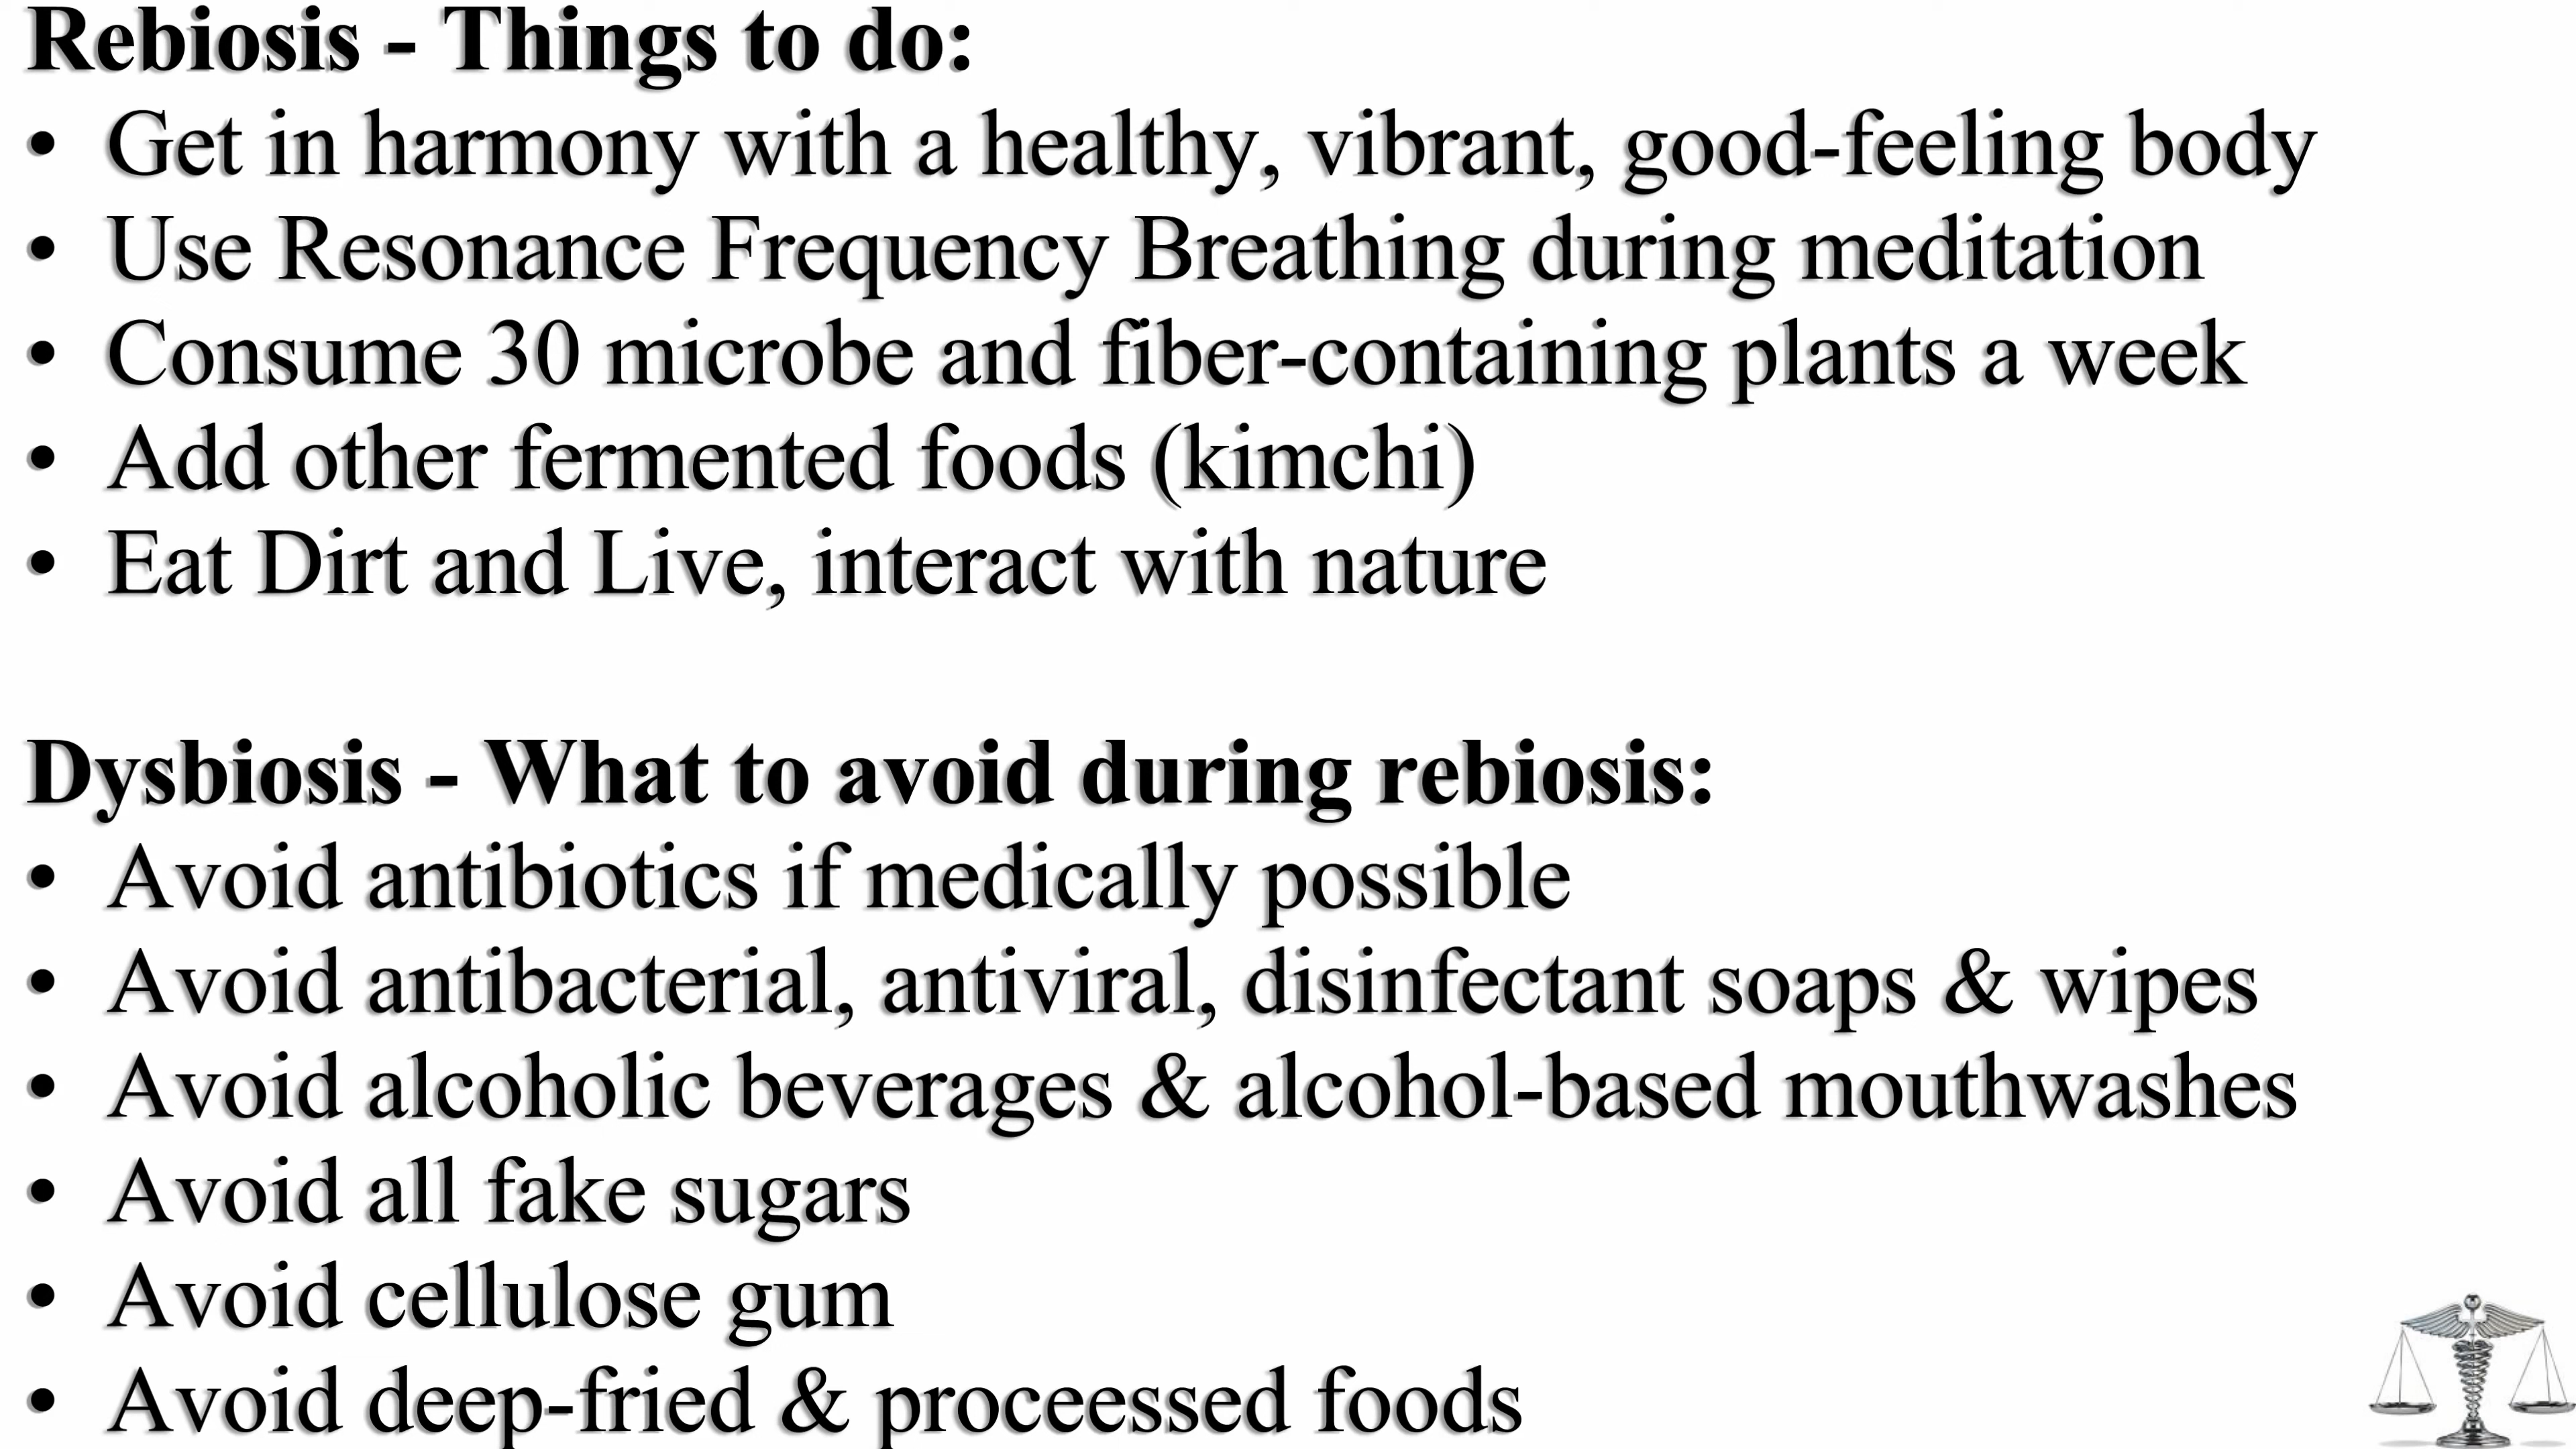 Rebiosis - Things to do:
• Get in harmony with a healthy, vibrant, good-feeling body
• Use Resonance Frequency Breathing during meditation
• Consume 30 microbe and fiber-containing plants a week
• Add other fermented foods (kimchi)
• Eat Dirt and Live, interact with nature
Dysbiosis - What to avoid during rebiosis:
• Avoid antibiotics if medically possible
• Avoid antibacterial, antiviral, disinfectant soaps & wipes
• Avoid alcoholic beverages & alcohol-based mouthwashes
• Avoid all fake sugars
• Avoid cellulose gum
• Avoid deep-fried & proceessed foods